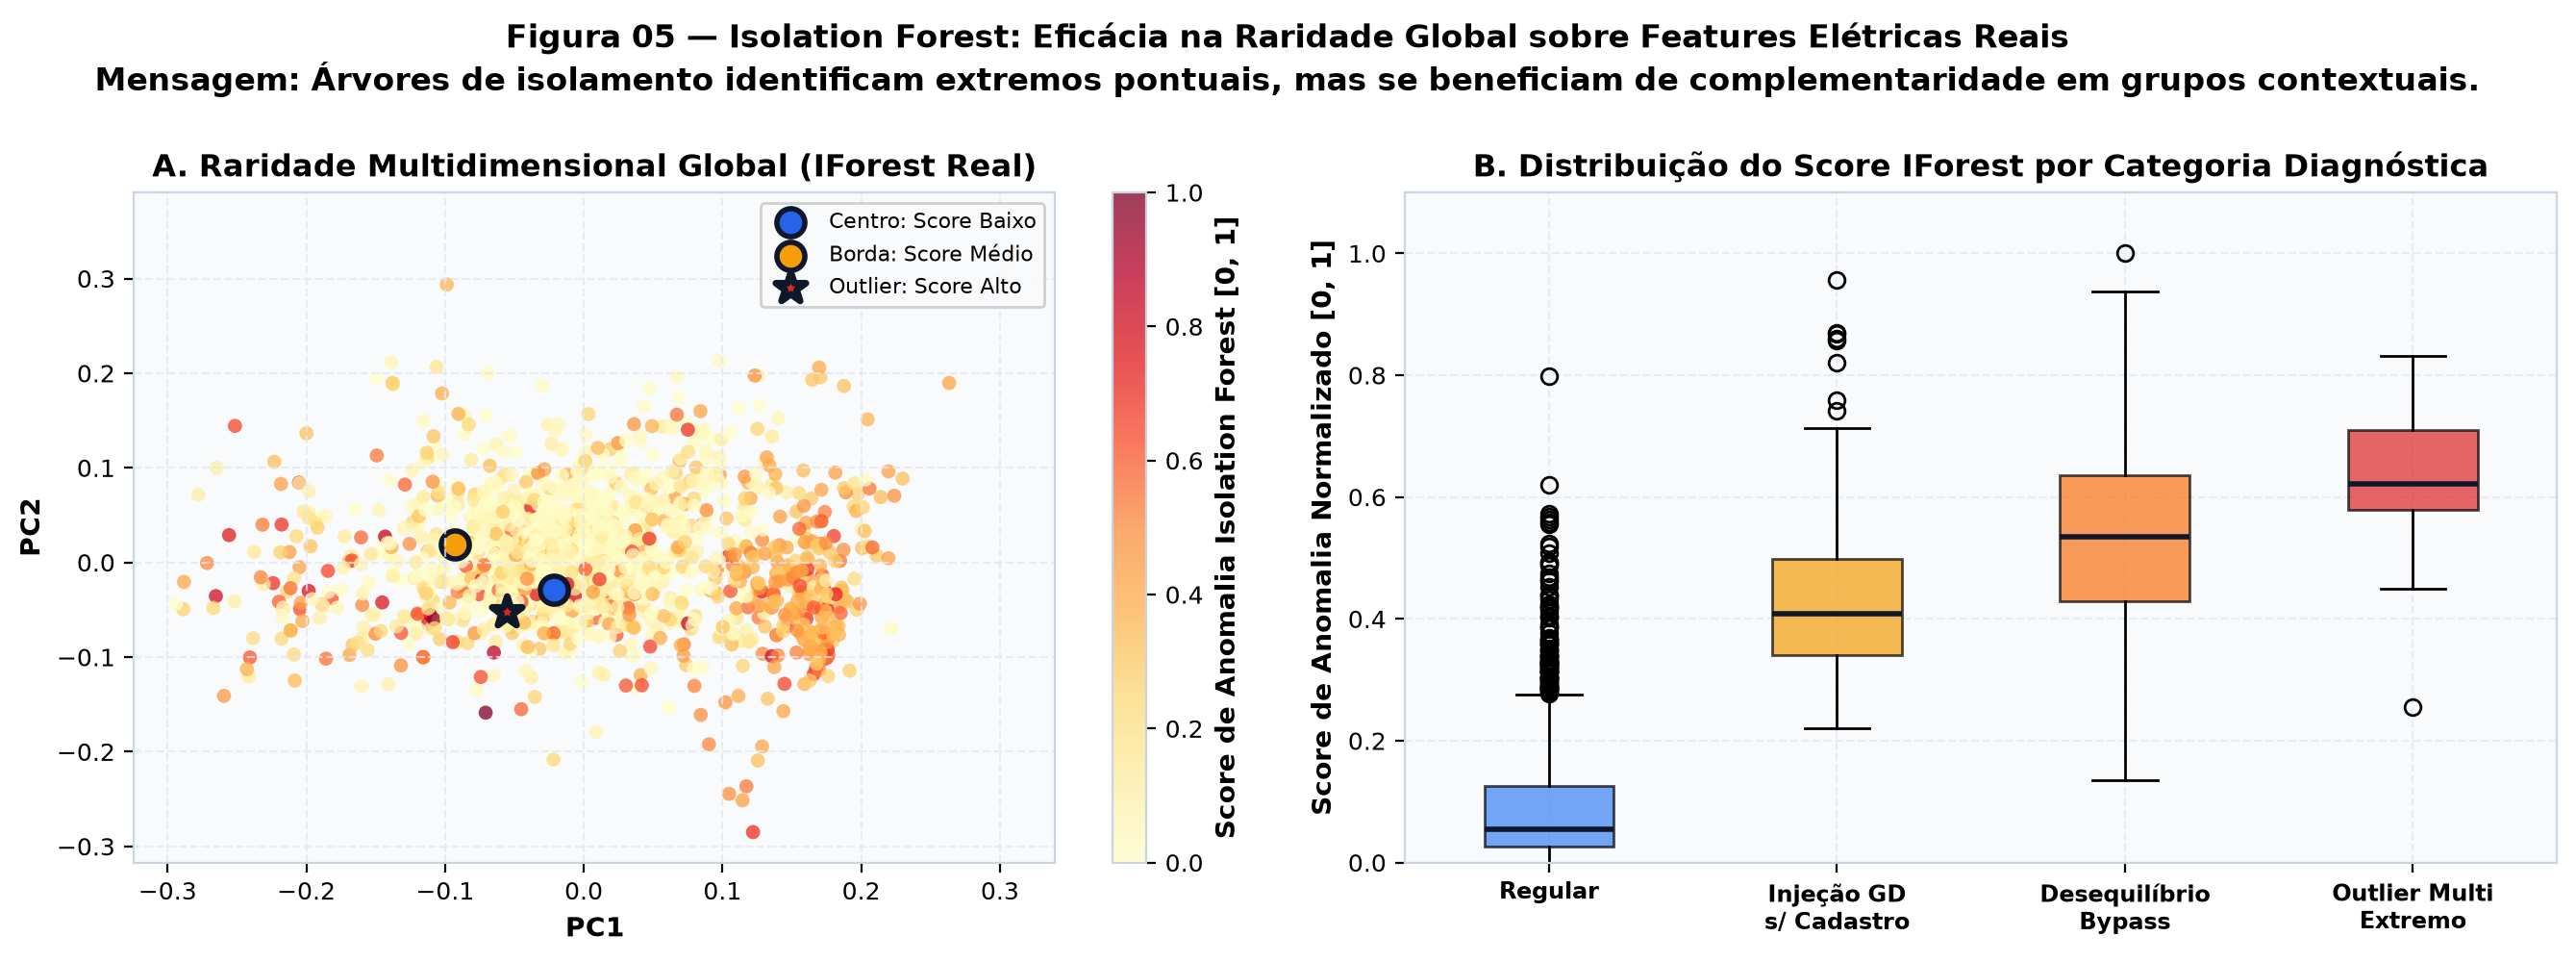 Figura 05 — Isolation Forest: Eficácia na Raridade Global sobre Features Elétricas Reais
Mensagem: Árvores de isolamento identificam extremos pontuais, mas se beneficiam de complementaridade em grupos contextuais.
A. Raridade Multidimensional Global (IForest Real)
Centro: Score Baixo
Borda: Score Médio
Outlier: Score Alto
0.3
0.2
0.1
0.0
−0.1
−0.2
−0.3
PC2
−0.3 −0.2 −0.1 0.0 0.1 0.2 0.3
PC1
1.0
0.8
0.6
0.4
0.2
0.0
Score de Anomalia Isolation Forest [0, 1]
B. Distribuição do Score IForest por Categoria Diagnóstica
Score de Anomalia Normalizado [0, 1]
1.0
0.8
0.6
0.4
0.2
0.0
Regular
Injeção GD
s/ Cadastro
Desequilíbrio
Bypass
Outlier Multi
Extremo